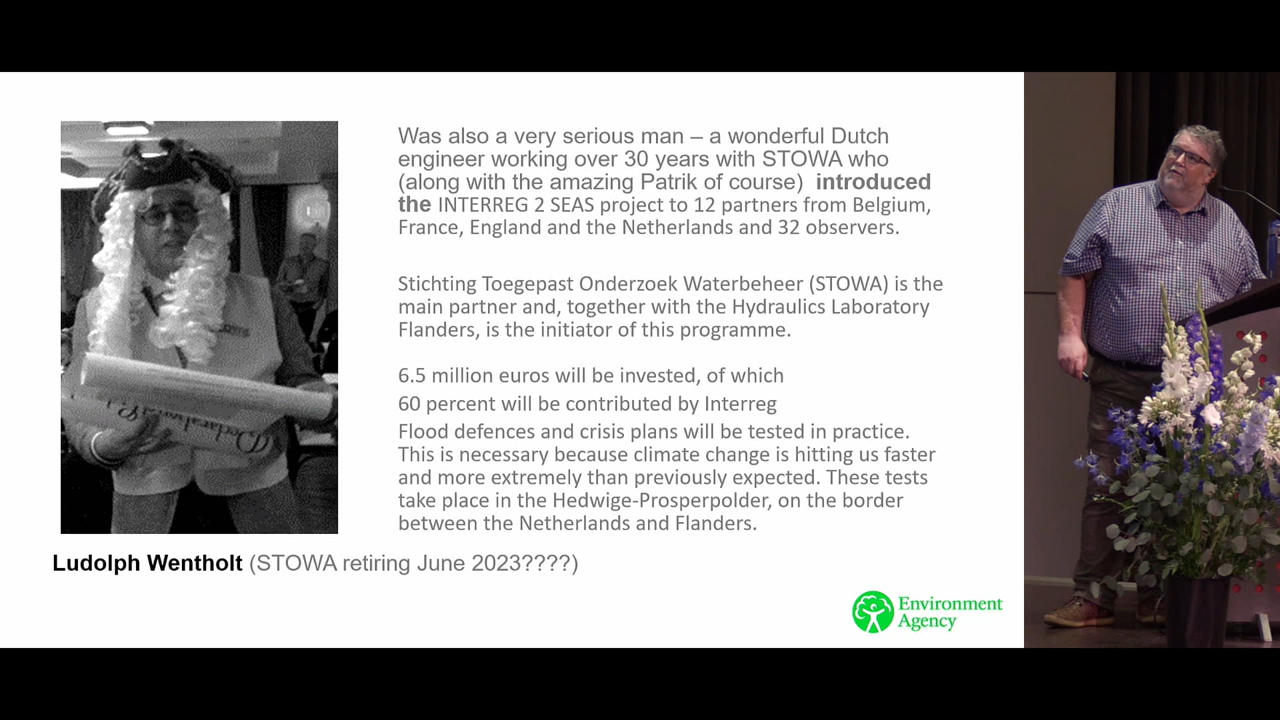 Was also a very serious man – a wonderful Dutch
engineer working over 30 years with STOWA who
(along with the amazing Patrik of course) introduced
the INTERREG 2 SEAS project to 12 partners from Belgium,
France, England and the Netherlands and 32 observers.
Stichting Toegepast Onderzoek Waterbeheer (STOWA) is the
main partner and, together with the Hydraulics Laboratory
Flanders, is the initiator of this programme.
6.5 million euros will be invested, of which
60 percent will be contributed by Interreg
Flood defences and crisis plans will be tested in practice.
This is necessary because climate change is hitting us faster
and more extremely than previously expected. These tests
take place in the Hedwige-Prosperpolder, on the border
between the Netherlands and Flanders.
Ludolph Wentholt (STOWA retiring June 2023????)
Environment
Agency